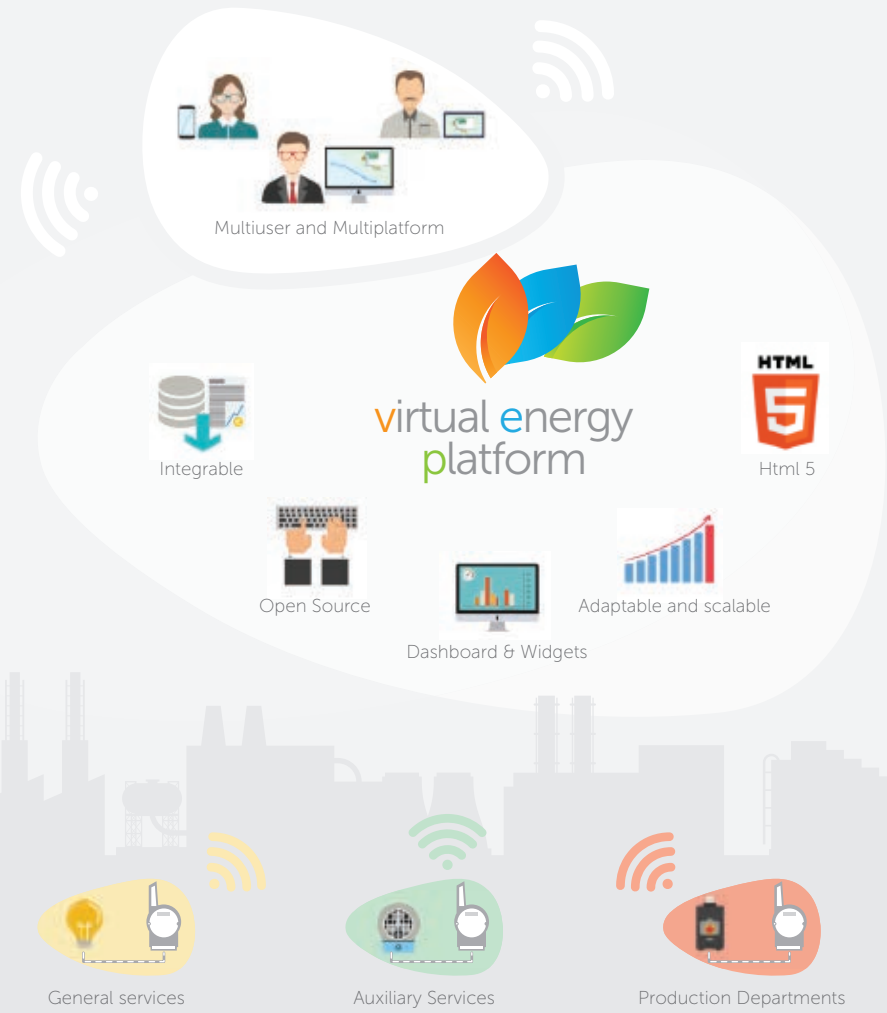 Multiuser and Multiplatform
virtual energy
platform
HTML
5
Integrable
Html 5
Open Source
Adaptable and scalable
Dashboard & Widgets
General services
Auxiliary Services
Production Departments